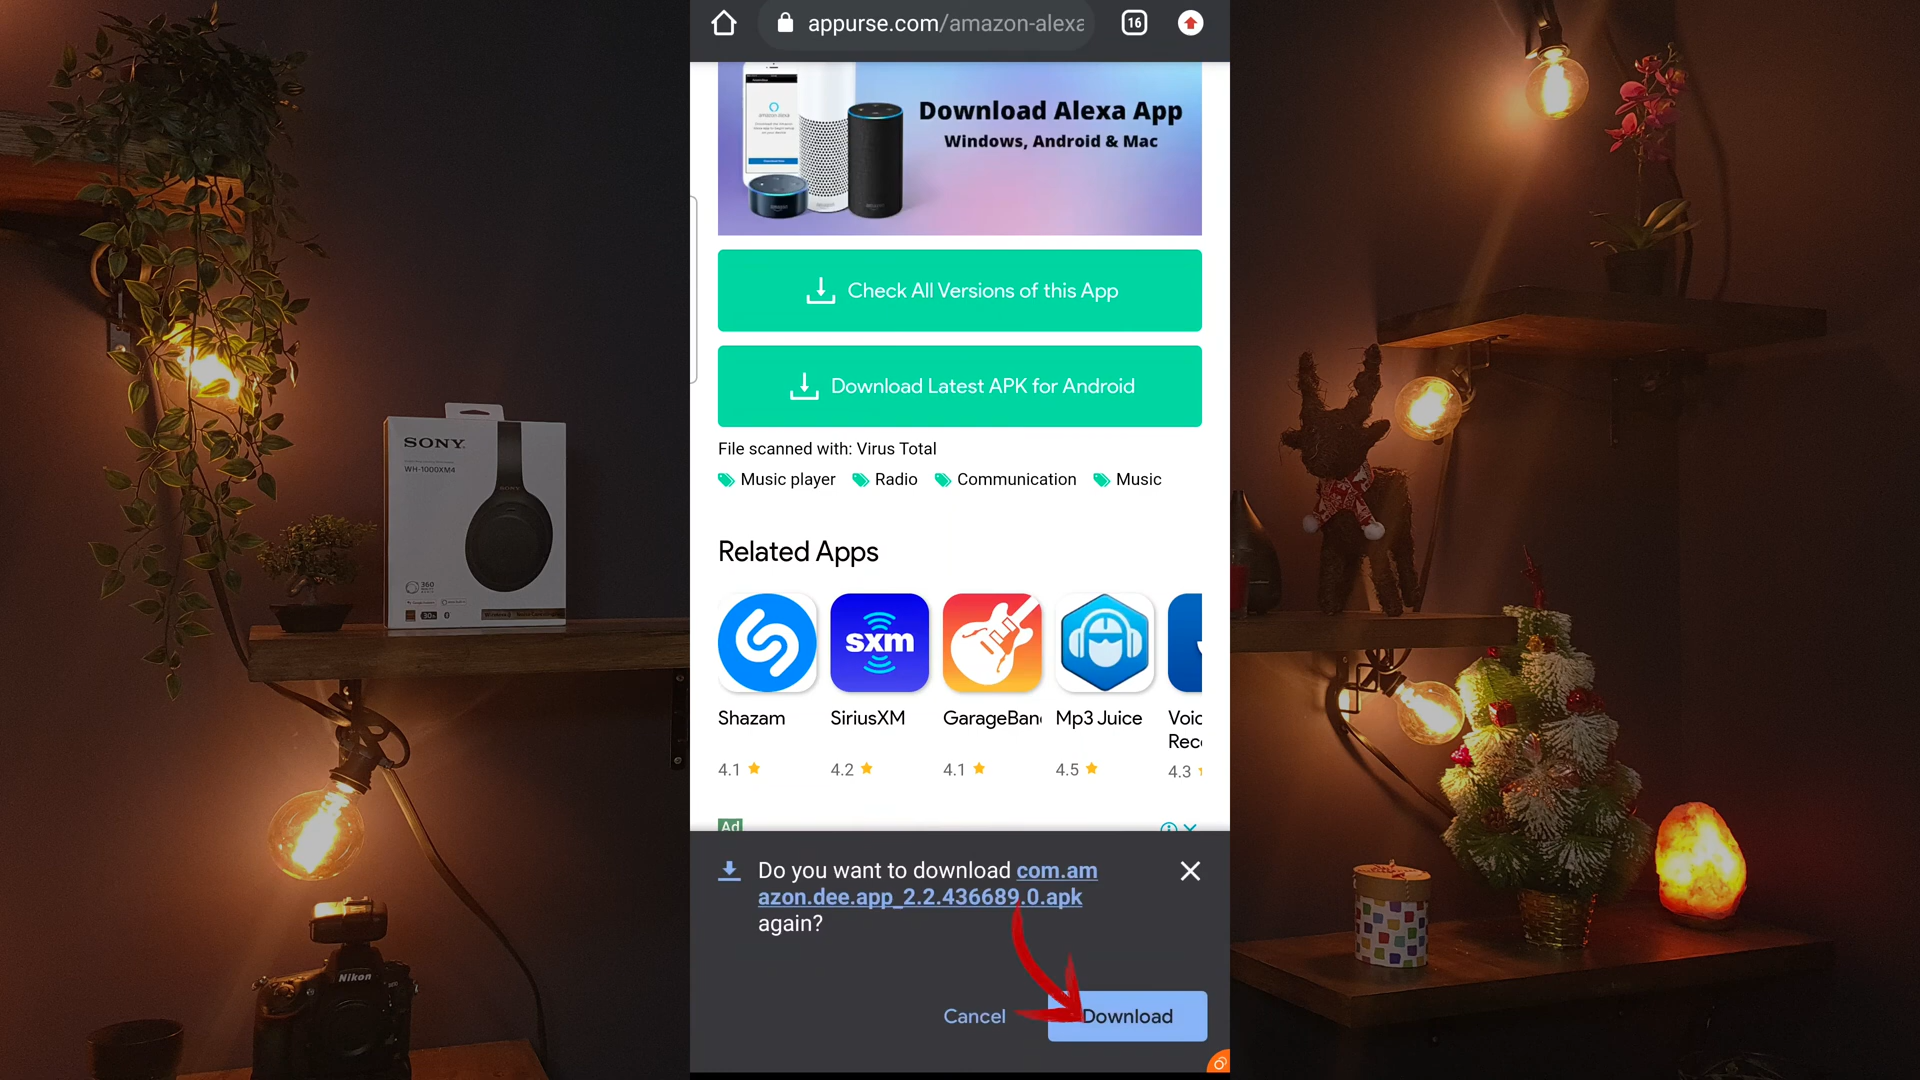 appurse.com/amazon-alexa
16
Download Alexa App
Windows, Android & Mac
Check All Versions of this App
Download Latest APK for Android
File scanned with: Virus Total
Music player Radio Communication Music
Related Apps
sxm
Shazam SiriusXM GarageBan Mp3 Juice Voic
Rec
4.1 4.2 4.1 4.5 4.3
Ad
Do you want to download com.am
azon.dee.app_2.2.436689.0.apk
again?
Cancel Download
SONY
WH-1000XM4
SONY
360
Nikon